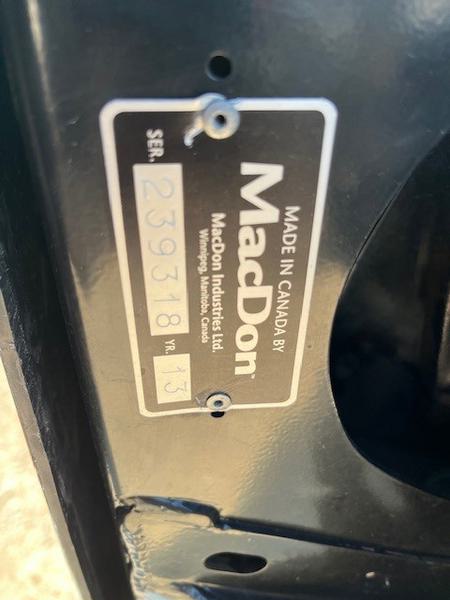 MADE IN CANADA BY
MacDon
MacDon Industries Ltd.
Winnipeg, Manitoba, Canada
SER. 239318 YR. 13